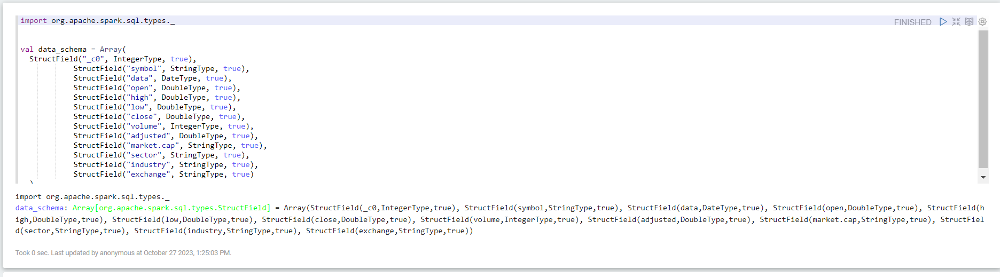 import org.apache.spark.sql.types._
FINISHED
val data_schema = Array(
StructField("_c0", IntegerType, true),
StructField("symbol", StringType, true),
StructField("data", DateType, true),
StructField("open", DoubleType, true),
StructField("high", DoubleType, true),
StructField("low", DoubleType, true),
StructField("close", DoubleType, true),
StructField("volume", IntegerType, true),
StructField("adjusted", DoubleType, true),
StructField("market.cap", StringType, true),
StructField("sector", StringType, true),
StructField("industry", StringType, true),
StructField("exchange", StringType, true)
)
import org.apache.spark.sql.types._
data_schema: Array[org.apache.spark.sql.types.StructField] = Array(StructField(_c0,IntegerType,true), StructField(symbol,StringType,true), StructField(data,DateType,true), StructField(open,DoubleType,true), StructField(h
igh,DoubleType,true), StructField(low,DoubleType,true), StructField(close,DoubleType,true), StructField(volume,IntegerType,true), StructField(adjusted,DoubleType,true), StructField(market.cap,StringType,true), StructFiel
d(sector,StringType,true), StructField(industry,StringType,true), StructField(exchange,StringType,true))
Took 0 sec. Last updated by anonymous at October 27 2023, 1:25:03 PM.